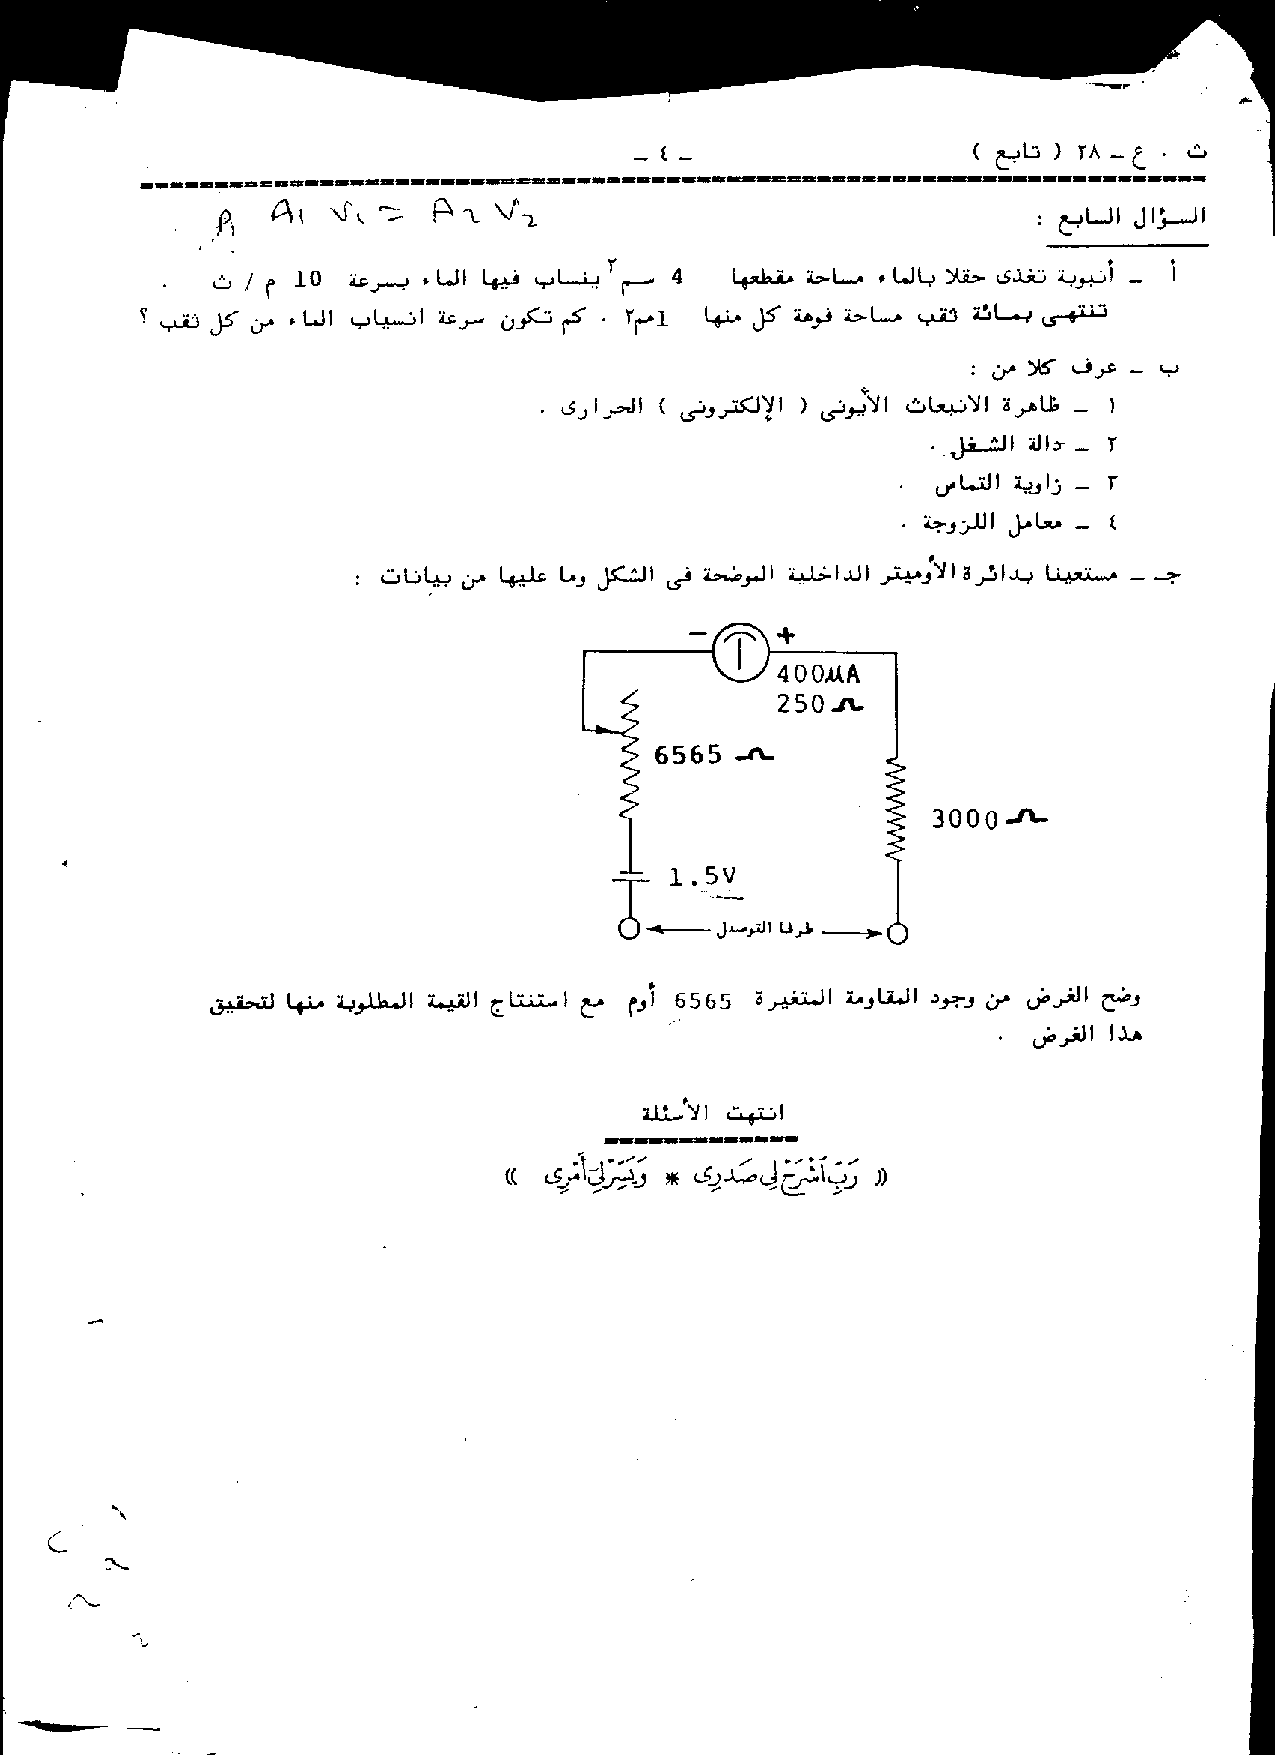 ث . ع – ٢٨ ( تابع )
– ٤ –
السؤال السابع :
P1 A1 V1 = A2 V2
أ – أنبوبة تغذى حقلا بالماء مساحة مقطعها 4 سم٢ ينساب فيها الماء بسرعة 10 م / ث .
تنتهى بمائة ثقب مساحة فوهة كل منها 1مم٢ . كم تكون سرعة انسياب الماء من كل ثقب ؟
ب – عرف كلا من :
١ – ظاهرة الانبعاث الأيونى ( الإلكترونى ) الحرارى .
٢ – دالة الشغل .
٣ – زاوية التماس .
٤ – معامل اللزوجة .
جـ – مستعينا بدائرة الأوميتر الداخلية الموضحة فى الشكل وما عليها من بيانات :
– +
400µA
250 Ω
6565 Ω
3000 Ω
1.5V
طرفا التوصيل
وضح الغرض من وجود المقاومة المتغيرة 6565 أوم مع استنتاج القيمة المطلوبة منها لتحقيق
هذا الغرض .
انتهت الأسئلة
(( رَبِّ اَشْرَحْ لِى صَدرِى * وَيَسِّرْ لِى أَمْرِى ))